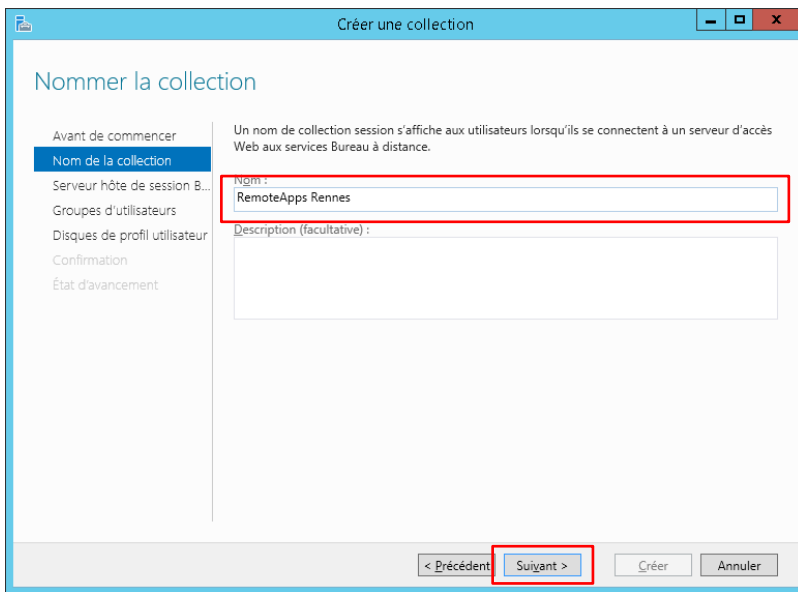 Créer une collection
Nommer la collection
Avant de commencer
Nom de la collection
Serveur hôte de session B...
Groupes d'utilisateurs
Disques de profil utilisateur
Confirmation
État d'avancement
Un nom de collection session s'affiche aux utilisateurs lorsqu'ils se connectent à un serveur d'accès
Web aux services Bureau à distance.
Nom :
RemoteApps Rennes
Description (facultative) :
< Précédent
Suivant >
Créer
Annuler